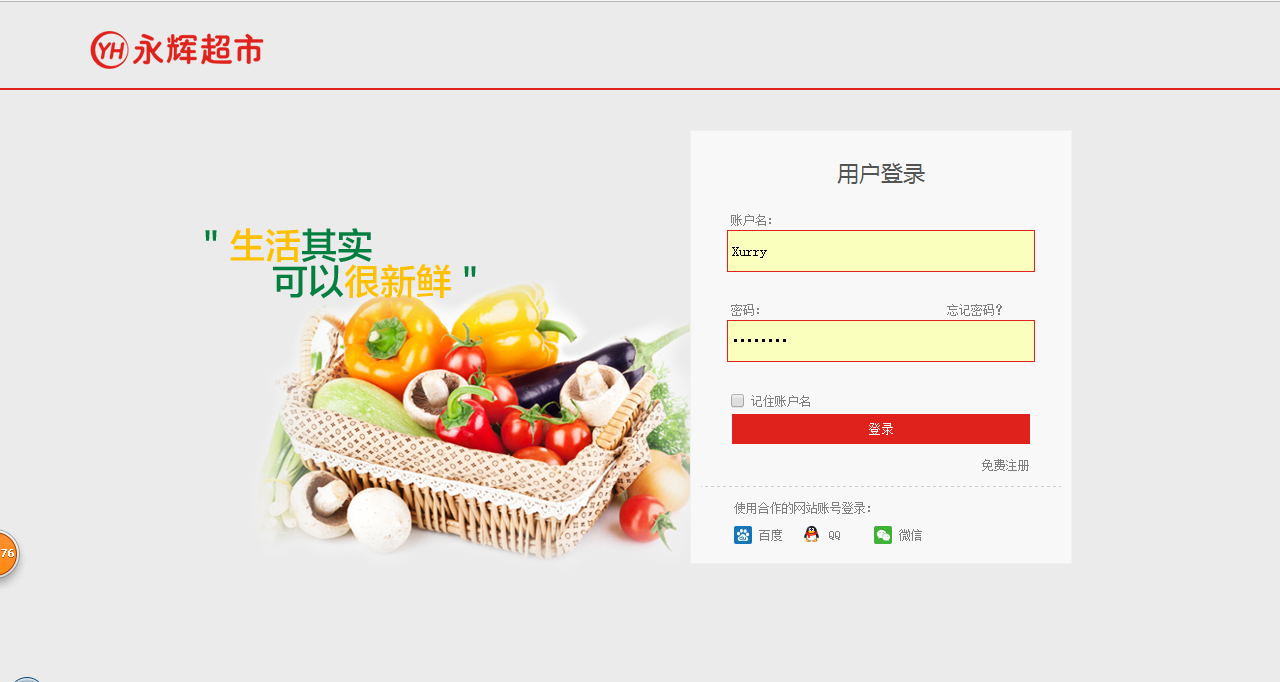 YH 永辉超市
" 生活其实
可以很新鲜 "
用户登录
账户名:
Xurry
密码: 忘记密码?
••••••••
记住账户名
登录
免费注册
使用合作的网站账号登录:
百度 QQ 微信
76